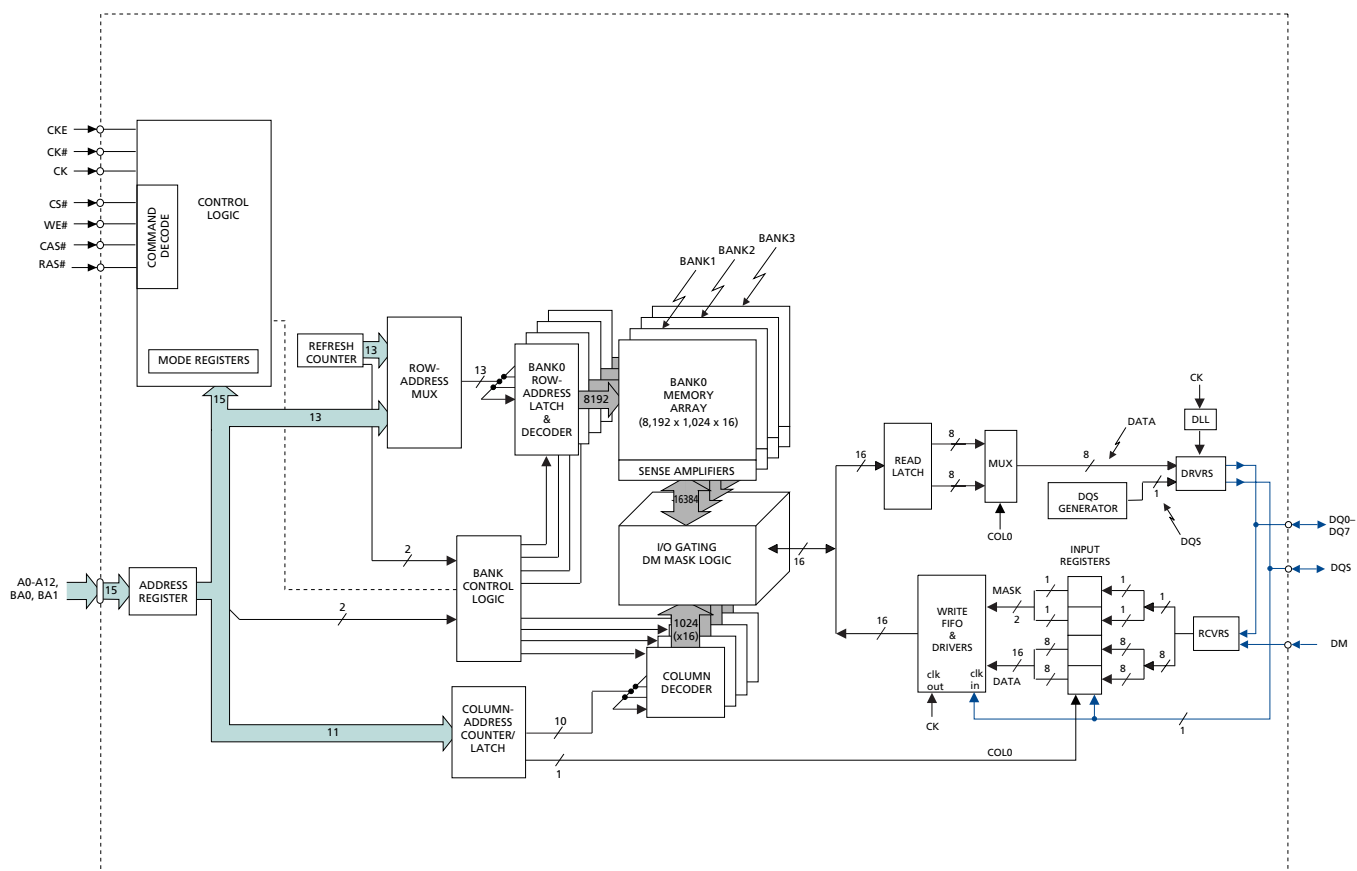 CKE
CK#
CK
CS#
WE#
CAS#
RAS#
COMMAND
DECODE
CONTROL
LOGIC
MODE REGISTERS
BANK3
BANK2
BANK1
REFRESH
COUNTER
13
ROW-
ADDRESS
MUX
13
BANK0
ROW-
ADDRESS
LATCH
&
DECODER
8192
BANK0
MEMORY
ARRAY
(8,192 x 1,024 x 16)
SENSE AMPLIFIERS
15
13
16384
I/O GATING
DM MASK LOGIC
16
16
READ
LATCH
8
8
MUX
COL0
8
DATA
CK
DLL
DRVRS
DQS
GENERATOR
1
DQS
DQ0–
DQ7
DQS
DM
A0-A12,
BA0, BA1
15
ADDRESS
REGISTER
2
2
BANK
CONTROL
LOGIC
1024
(x16)
COLUMN
DECODER
16
WRITE
FIFO
&
DRIVERS
clk
out
clk
in
CK
MASK
2
16
DATA
INPUT
REGISTERS
1
1
8
8
1
1
8
8
1
8
RCVRS
1
11
COLUMN-
ADDRESS
COUNTER/
LATCH
10
1
COL0